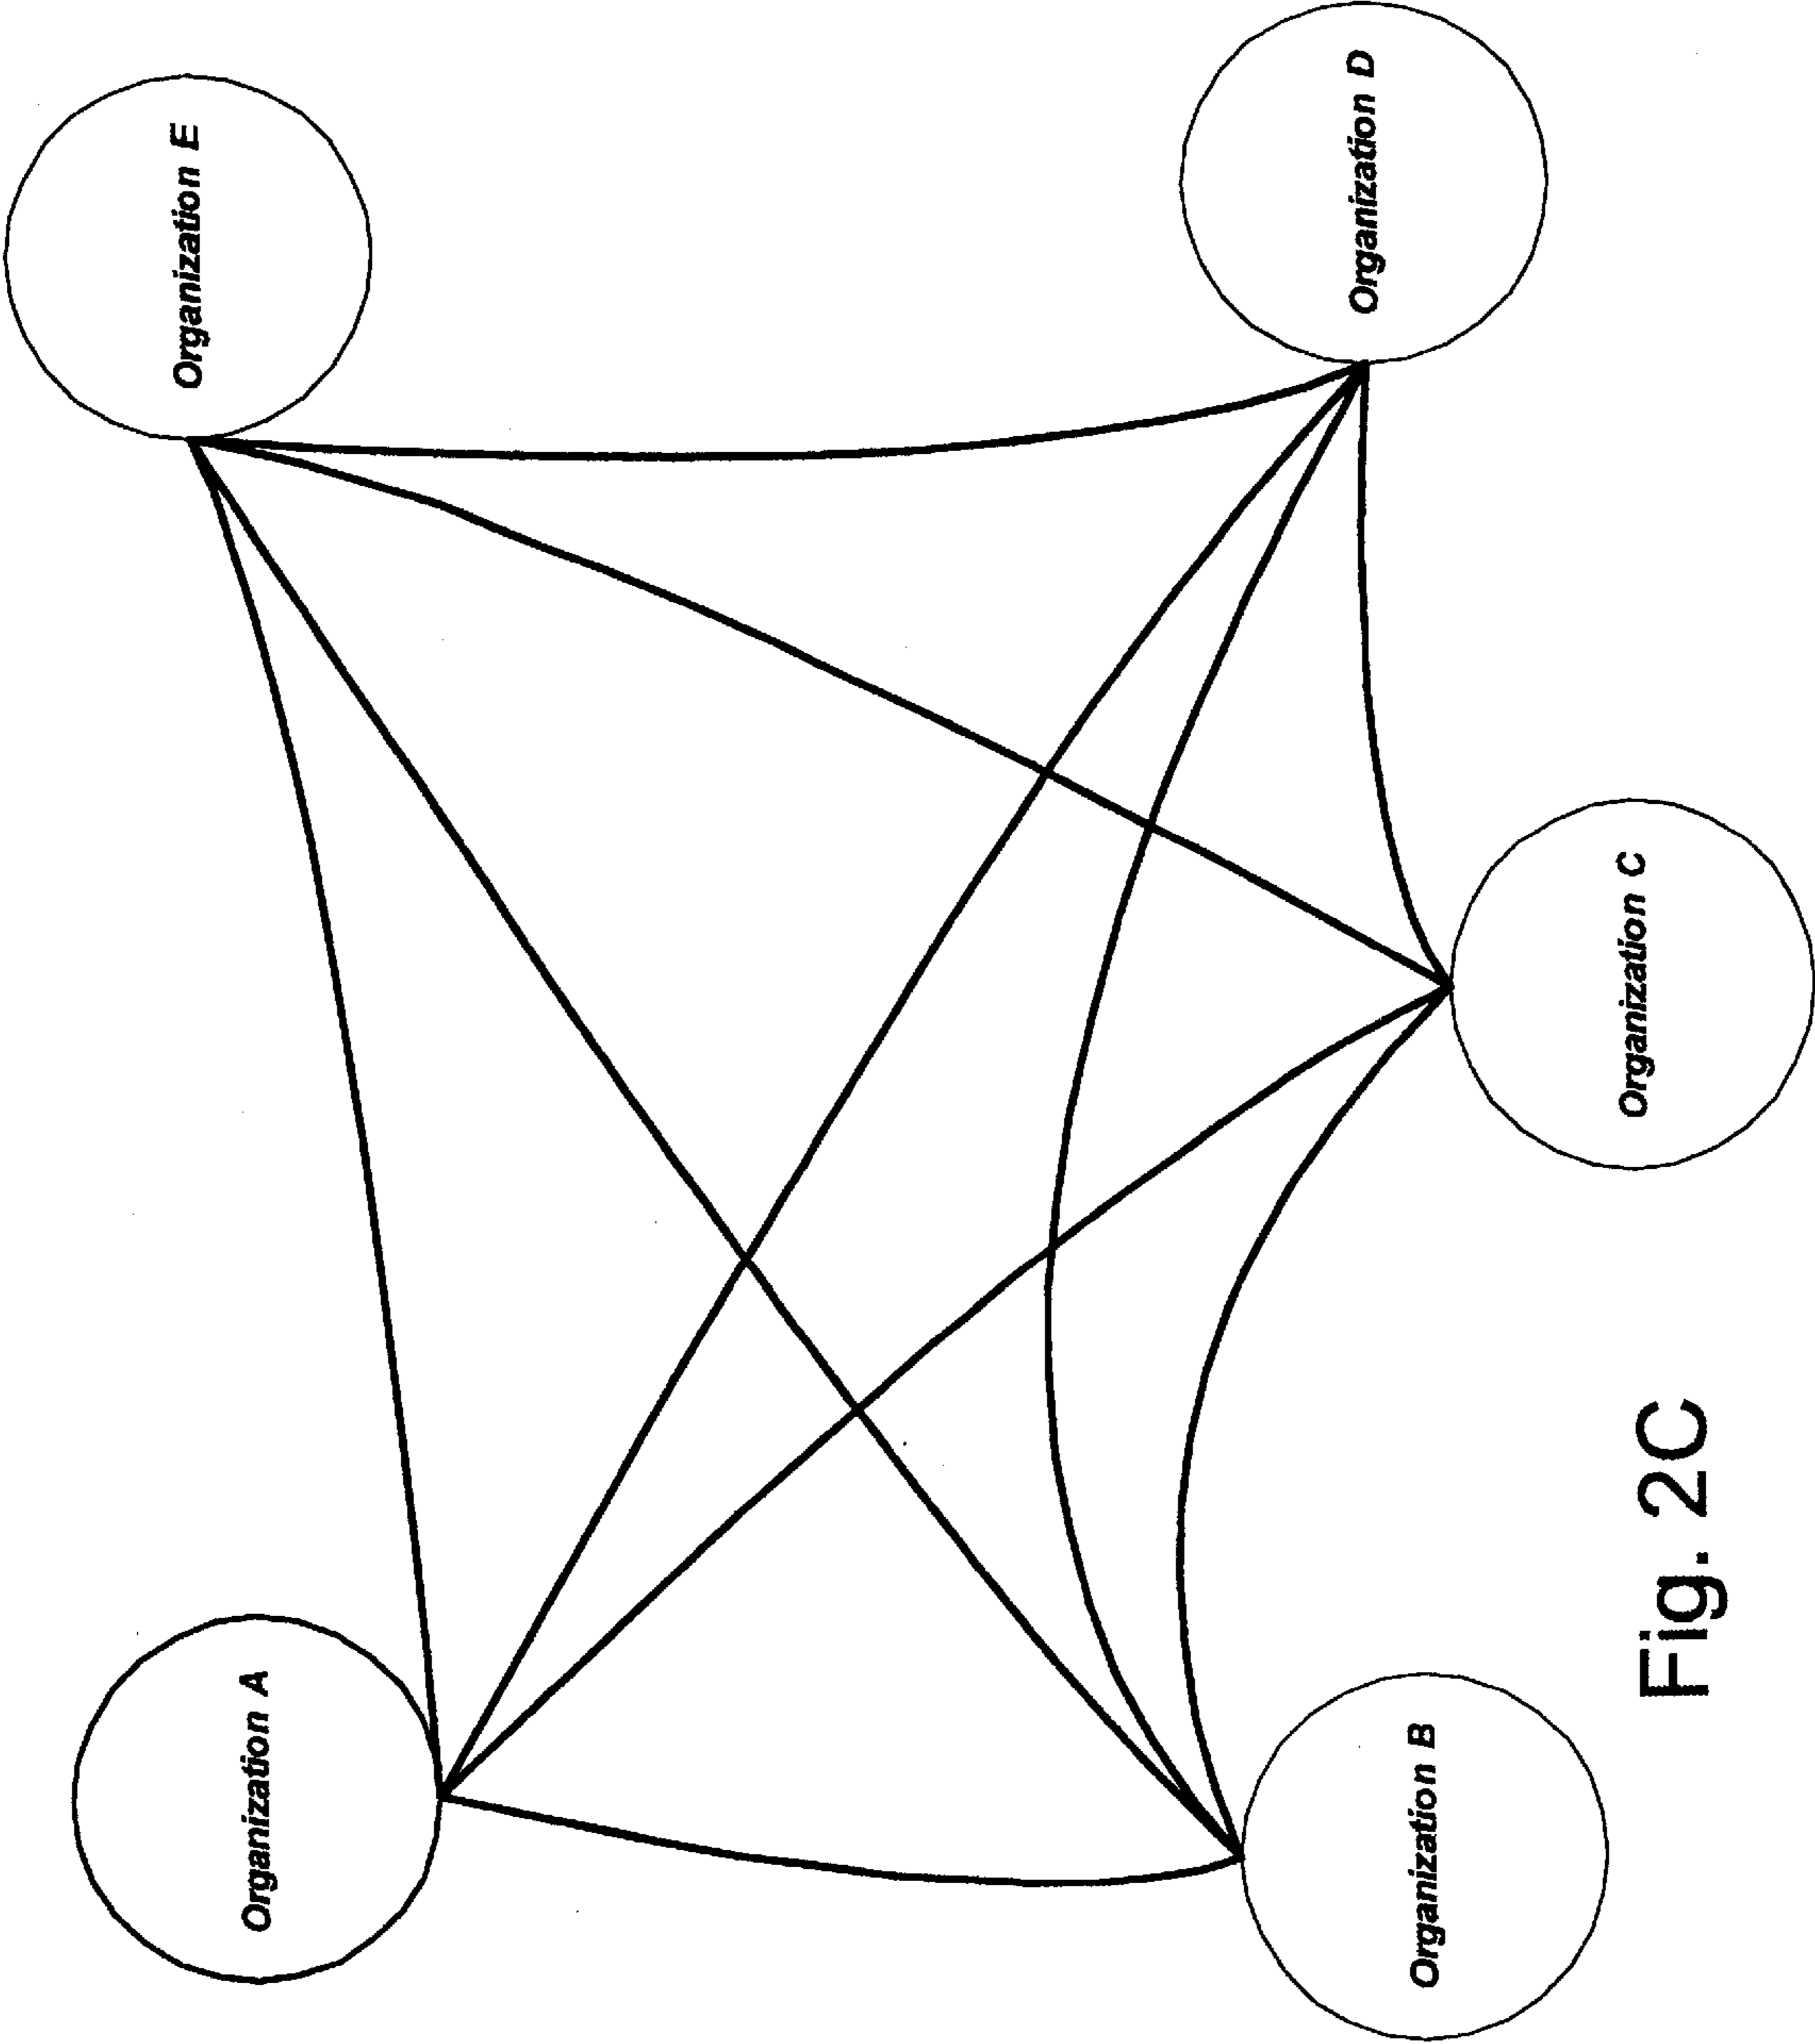 Organization A
Organization E
Organization B
Organization C
Organization D
Fig. 2C